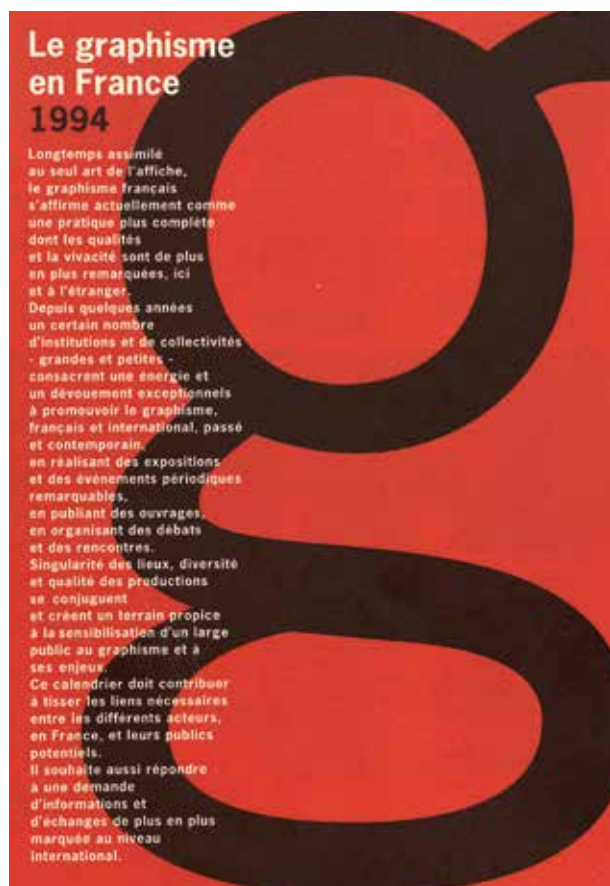 Le graphisme
en France
1994
Longtemps assimilé
au seul art de l'affiche,
le graphisme français
s'affirme actuellement comme
une pratique plus complète
dont les qualités
et la vivacité sont de plus
en plus remarquées, ici
et à l'étranger.
Depuis quelques années
un certain nombre
d'institutions et de collectivités
- grandes et petites -
consacrent une énergie et
un dévouement exceptionnels
à promouvoir le graphisme,
français et international, passé
et contemporain,
en réalisant des expositions
et des événements périodiques
remarquables,
en publiant des ouvrages,
en organisant des débats
et des rencontres.
Singularité des lieux, diversité
et qualité des productions
se conjuguent
et créent un terrain propice
à la sensibilisation d'un large
public au graphisme et à
ses enjeux.
Ce calendrier doit contribuer
à tisser les liens nécessaires
entre les différents acteurs,
en France, et leurs publics
potentiels.
Il souhaite aussi répondre
à une demande
d'informations et
d'échanges de plus en plus
marquée au niveau
international.
g